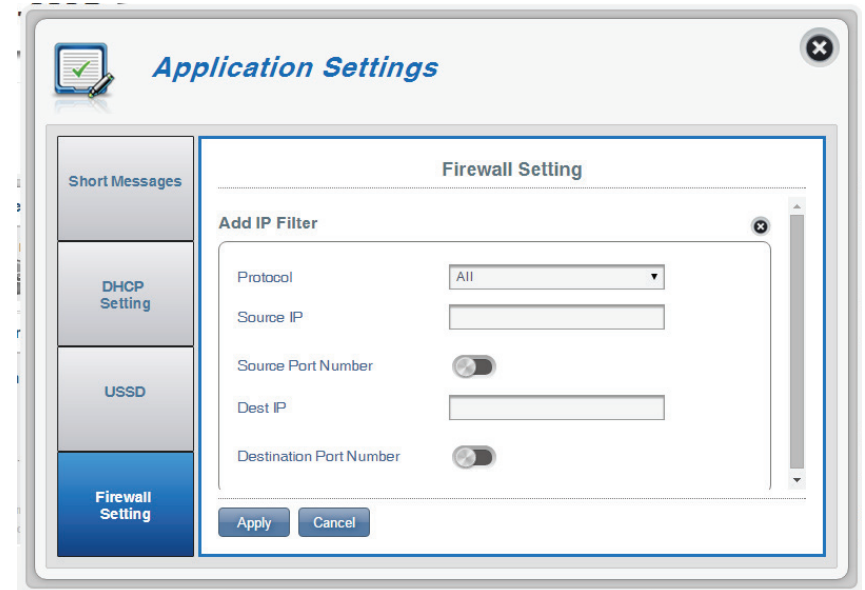 Application Settings
Short Messages
DHCP
Setting
USSD
Firewall
Setting
Firewall Setting
Add IP Filter
Protocol
All
Source IP
Source Port Number
Dest IP
Destination Port Number
Apply
Cancel